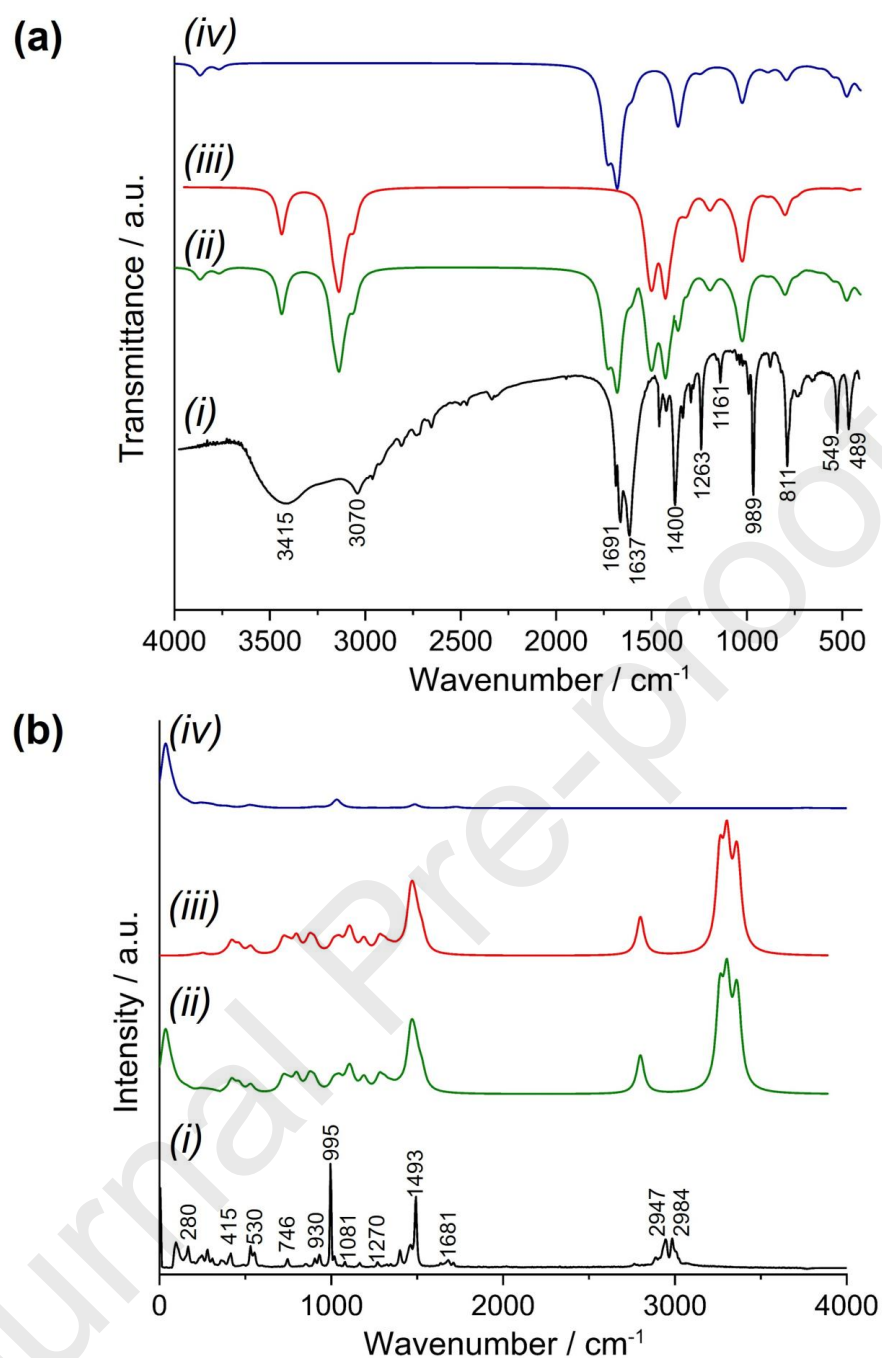 (a)
(iv)
(iii)
(ii)
(i)
Transmittance / a.u.
3415
3070
1691
1637
1400
1263
1161
989
811
549
489
4000 3500 3000 2500 2000 1500 1000 500
Wavenumber / cm⁻¹
(b)
(iv)
(iii)
(ii)
(i)
Intensity / a.u.
280
415
530
746
930
995
1081
1270
1493
1681
2947
2984
0 1000 2000 3000 4000
Wavenumber / cm⁻¹
urnal Pre-proof